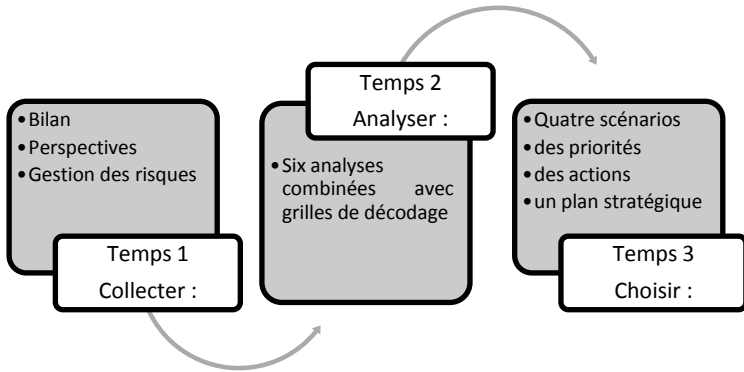 •Bilan
•Perspectives
•Gestion des risques
Temps 1
Collecter :
Temps 2
Analyser :
•Six analyses
combinées avec
grilles de décodage
•Quatre scénarios
•des priorités
•des actions
•un plan stratégique
Temps 3
Choisir :